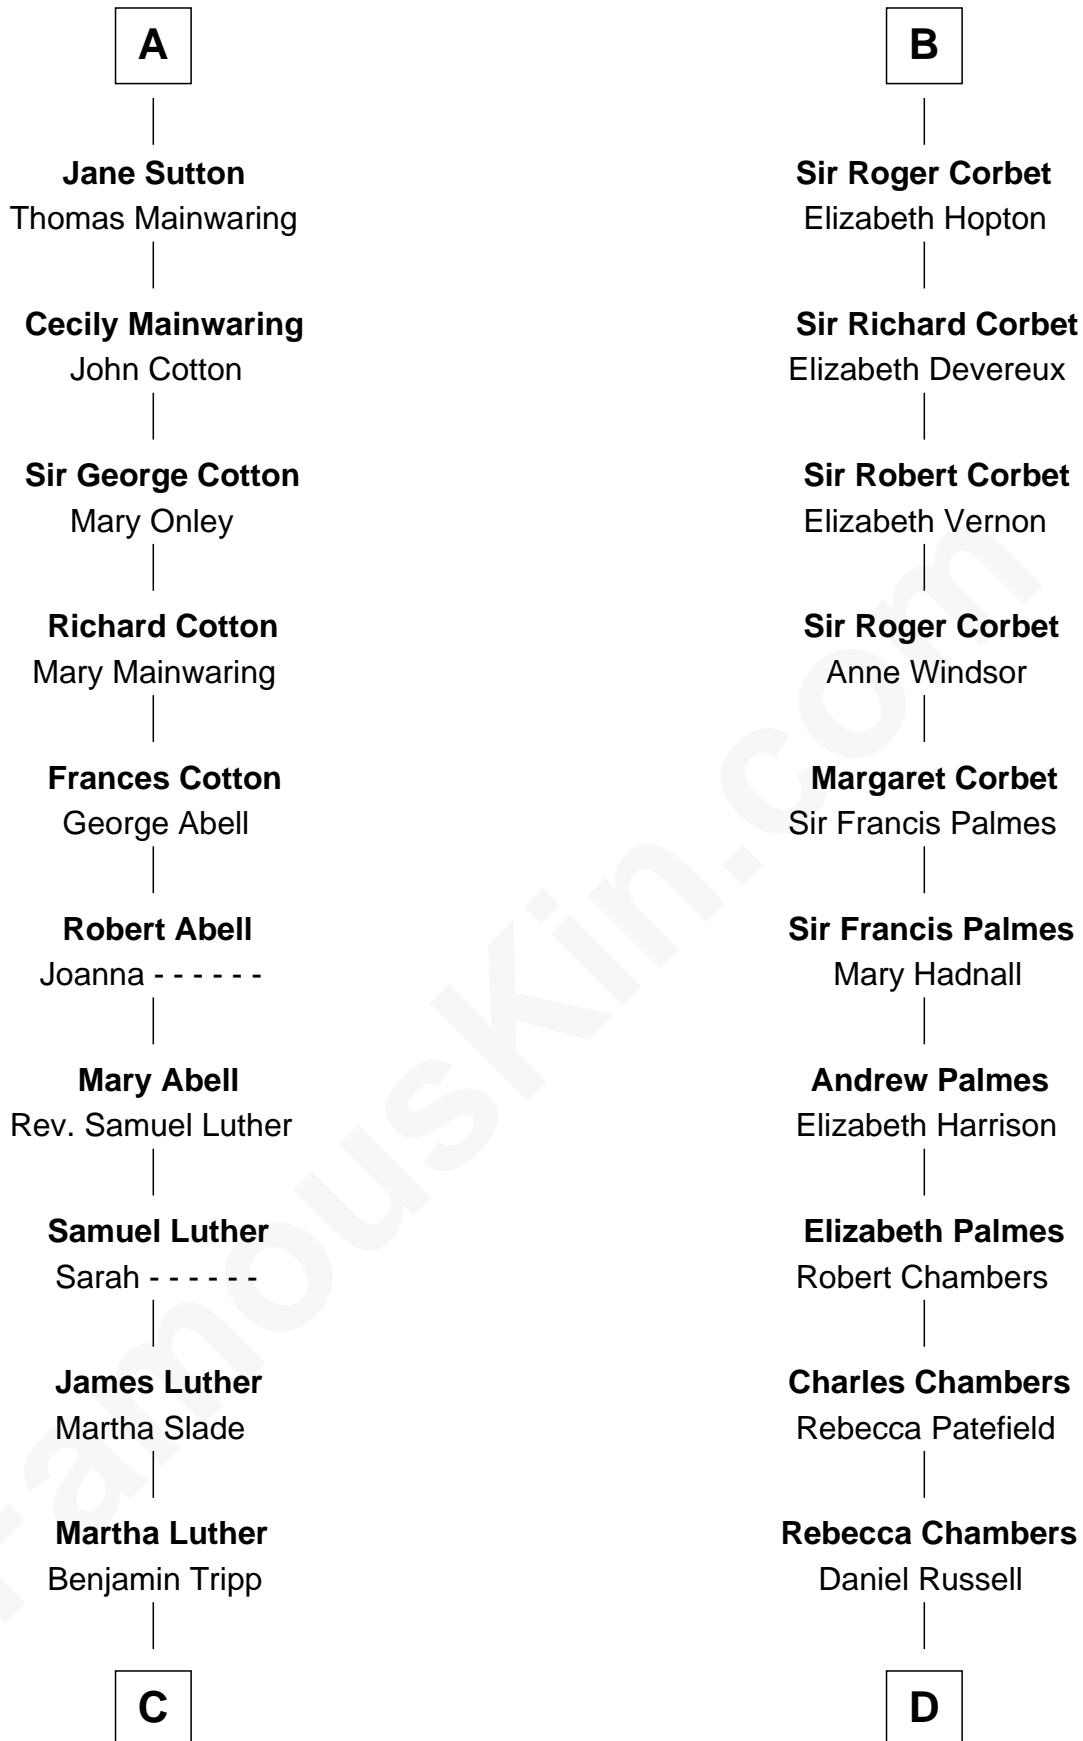 A
Jane Sutton
Thomas Mainwaring
Cecily Mainwaring
John Cotton
Sir George Cotton
Mary Onley
Richard Cotton
Mary Mainwaring
Frances Cotton
George Abell
Robert Abell
Joanna - - - - - -
Mary Abell
Rev. Samuel Luther
Samuel Luther
Sarah - - - - - -
James Luther
Martha Slade
Martha Luther
Benjamin Tripp
C
B
Sir Roger Corbet
Elizabeth Hopton
Sir Richard Corbet
Elizabeth Devereux
Sir Robert Corbet
Elizabeth Vernon
Sir Roger Corbet
Anne Windsor
Margaret Corbet
Sir Francis Palmes
Sir Francis Palmes
Mary Hadnall
Andrew Palmes
Elizabeth Harrison
Elizabeth Palmes
Robert Chambers
Charles Chambers
Rebecca Patefield
Rebecca Chambers
Daniel Russell
D
FamousKin.com